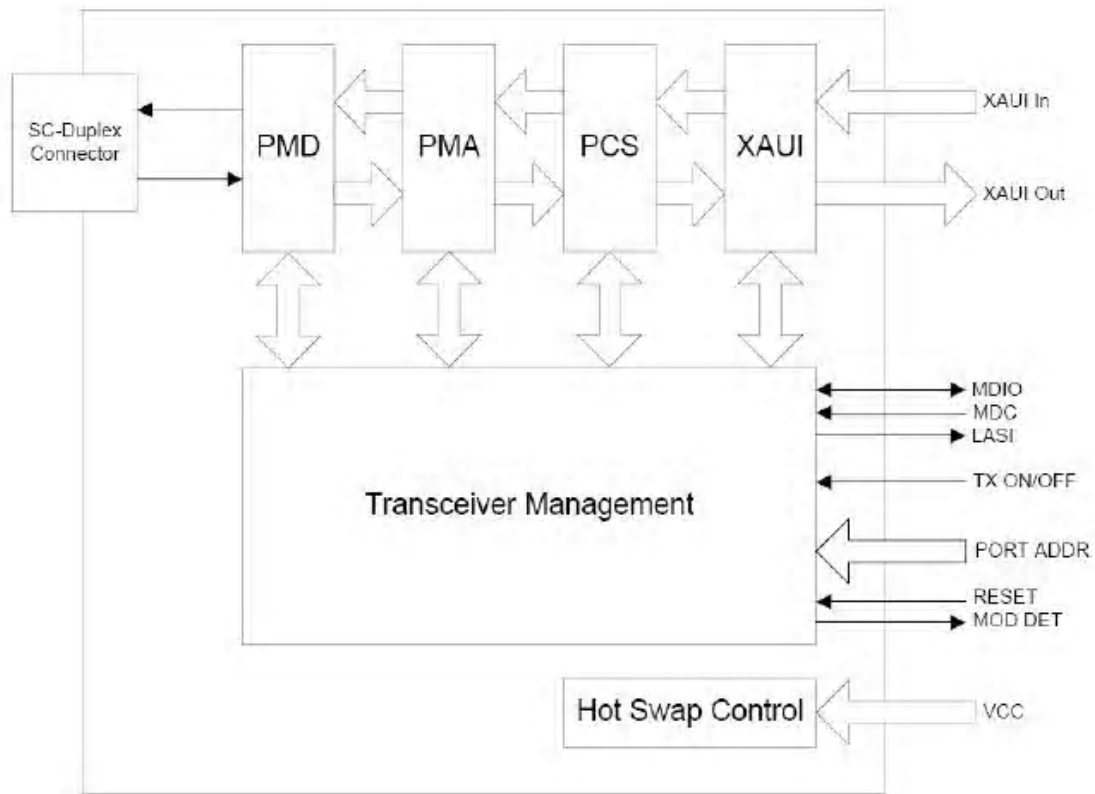 SC-Duplex
Connector
PMD
PMA
PCS
XAUI
XAUI In
XAUI Out
Transceiver Management
MDIO
MDC
LASI
TX ON/OFF
PORT ADDR
RESET
MOD DET
Hot Swap Control
VCC